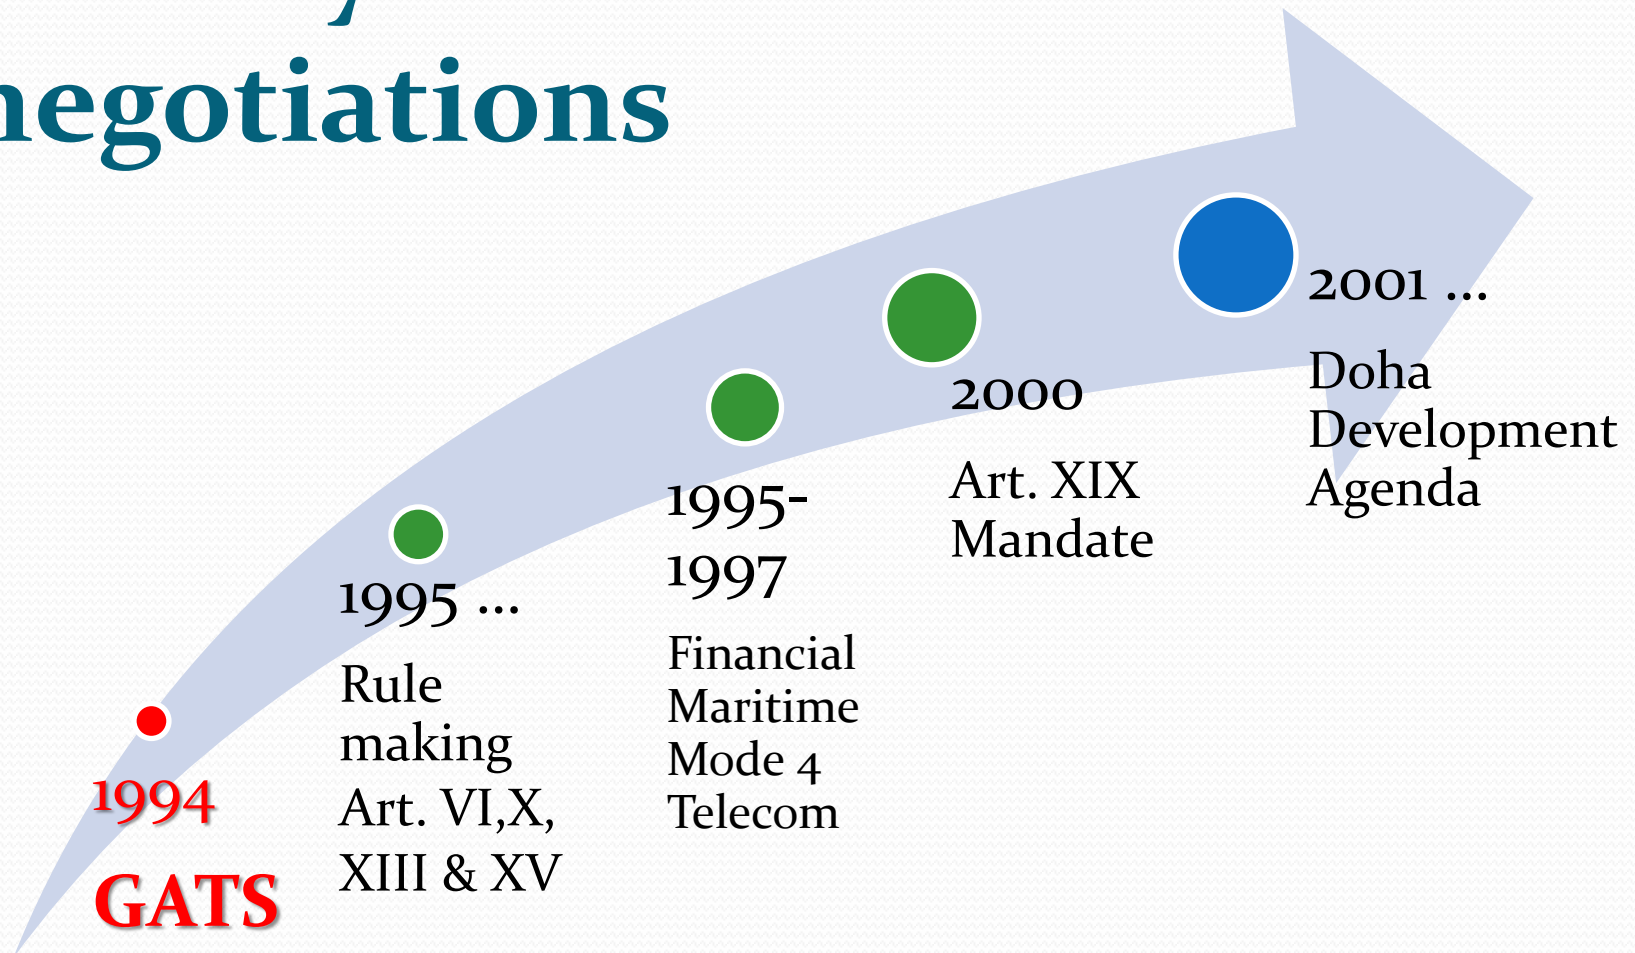 negotiations
1994
GATS
1995 ...
Rule
making
Art. VI,X,
XIII & XV
1995-
1997
Financial
Maritime
Mode 4
Telecom
2000
Art. XIX
Mandate
2001 ...
Doha
Development
Agenda